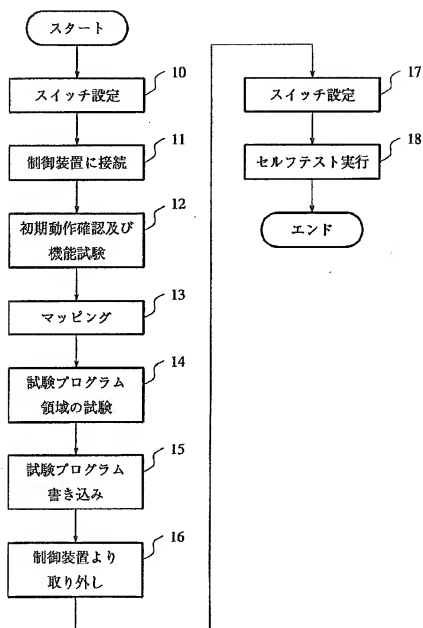 スタート
10
スイッチ設定
11
制御装置に接続
12
初期動作確認及び
機能試験
13
マッピング
14
試験プログラム
領域の試験
15
試験プログラム
書き込み
16
制御装置より
取り外し
17
スイッチ設定
18
セルフテスト実行
エンド